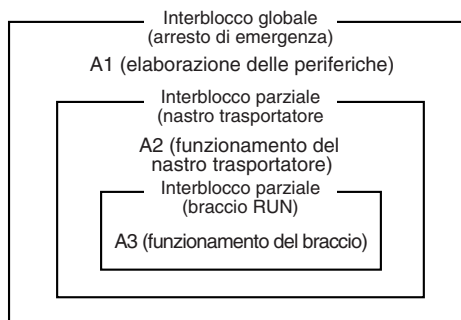 Interblocco globale
(arresto di emergenza)
A1 (elaborazione delle periferiche)
Interblocco parziale
(nastro trasportatore
A2 (funzionamento del
nastro trasportatore)
Interblocco parziale
(braccio RUN)
A3 (funzionamento del braccio)